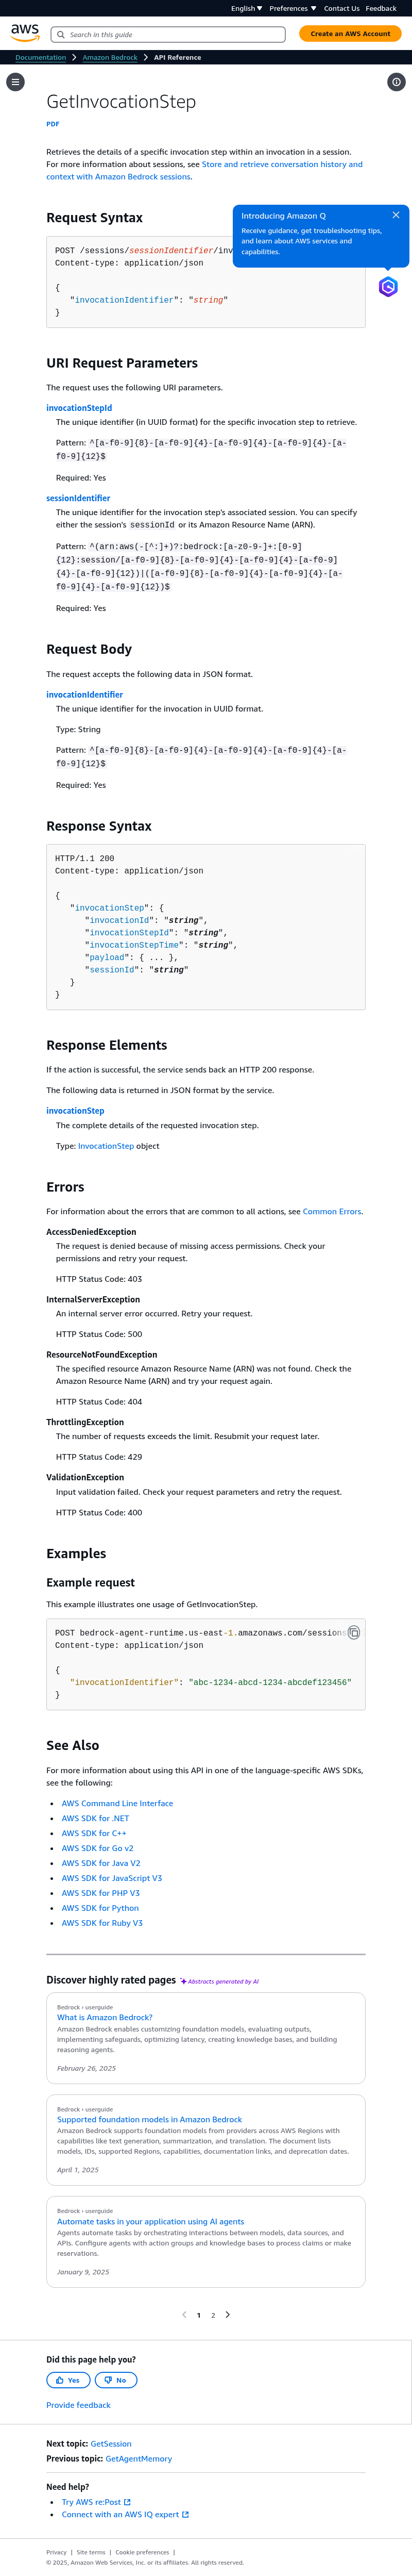 English
Preferences
Contact Us
Feedback
aws
Search in this guide
Create an AWS Account
Documentation
Amazon Bedrock
API Reference
GetInvocationStep
PDF
Retrieves the details of a specific invocation step within an invocation in a session.
For more information about sessions, see Store and retrieve conversation history and
context with Amazon Bedrock sessions.
Introducing Amazon Q
Receive guidance, get troubleshooting tips,
and learn about AWS services and
capabilities.
Request Syntax
POST /sessions/sessionIdentifier/inv
Content-type: application/json
{
"invocationIdentifier": "string"
}
URI Request Parameters
The request uses the following URI parameters.
invocationStepId
The unique identifier (in UUID format) for the specific invocation step to retrieve.
Pattern: ^[a-f0-9]{8}-[a-f0-9]{4}-[a-f0-9]{4}-[a-f0-9]{4}-[a-
f0-9]{12}$
Required: Yes
sessionIdentifier
The unique identifier for the invocation step's associated session. You can specify
either the session's sessionId or its Amazon Resource Name (ARN).
Pattern: ^(arn:aws(-[^:]+)?:bedrock:[a-z0-9-]+:[0-9]
{12}:session/[a-f0-9]{8}-[a-f0-9]{4}-[a-f0-9]{4}-[a-f0-9]
{4}-[a-f0-9]{12})|([a-f0-9]{8}-[a-f0-9]{4}-[a-f0-9]{4}-[a-f0-9]{4}-[a-f0-9]{12})$
Required: Yes
Request Body
The request accepts the following data in JSON format.
invocationIdentifier
The unique identifier for the invocation in UUID format.
Type: String
Pattern: ^[a-f0-9]{8}-[a-f0-9]{4}-[a-f0-9]{4}-[a-f0-9]{4}-[a-
f0-9]{12}$
Required: Yes
Response Syntax
HTTP/1.1 200
Content-type: application/json
{
"invocationStep": {
"invocationId": "string",
"invocationStepId": "string",
"invocationStepTime": "string",
"payload": { ... },
"sessionId": "string"
}
}
Response Elements
If the action is successful, the service sends back an HTTP 200 response.
The following data is returned in JSON format by the service.
invocationStep
The complete details of the requested invocation step.
Type: InvocationStep object
Errors
For information about the errors that are common to all actions, see Common Errors.
AccessDeniedException
The request is denied because of missing access permissions. Check your
permissions and retry your request.
HTTP Status Code: 403
InternalServerException
An internal server error occurred. Retry your request.
HTTP Status Code: 500
ResourceNotFoundException
The specified resource Amazon Resource Name (ARN) was not found. Check the
Amazon Resource Name (ARN) and try your request again.
HTTP Status Code: 404
ThrottlingException
The number of requests exceeds the limit. Resubmit your request later.
HTTP Status Code: 429
ValidationException
Input validation failed. Check your request parameters and retry the request.
HTTP Status Code: 400
Examples
Example request
This example illustrates one usage of GetInvocationStep.
POST bedrock-agent-runtime.us-east-1.amazonaws.com/sessions
Content-type: application/json
{
"invocationIdentifier": "abc-1234-abcd-1234-abcdef123456"
}
See Also
For more information about using this API in one of the language-specific AWS SDKs,
see the following:
• AWS Command Line Interface
• AWS SDK for .NET
• AWS SDK for C++
• AWS SDK for Go v2
• AWS SDK for Java V2
• AWS SDK for JavaScript V3
• AWS SDK for PHP V3
• AWS SDK for Python
• AWS SDK for Ruby V3
Discover highly rated pages Abstracts generated by AI
Bedrock › userguide
What is Amazon Bedrock?
Amazon Bedrock enables customizing foundation models, evaluating outputs,
implementing safeguards, optimizing latency, creating knowledge bases, and building
reasoning agents.
February 26, 2025
Bedrock › userguide
Supported foundation models in Amazon Bedrock
Amazon Bedrock supports foundation models from providers across AWS Regions with
capabilities like text generation, summarization, and translation. The document lists
models, IDs, supported Regions, capabilities, documentation links, and deprecation dates.
April 1, 2025
Bedrock › userguide
Automate tasks in your application using AI agents
Agents automate tasks by orchestrating interactions between models, data sources, and
APIs. Configure agents with action groups and knowledge bases to process claims or make
reservations.
January 9, 2025
1 2
Did this page help you?
Yes
No
Provide feedback
Next topic: GetSession
Previous topic: GetAgentMemory
Need help?
• Try AWS re:Post
• Connect with an AWS IQ expert
Privacy | Site terms | Cookie preferences |
© 2025, Amazon Web Services, Inc. or its affiliates. All rights reserved.